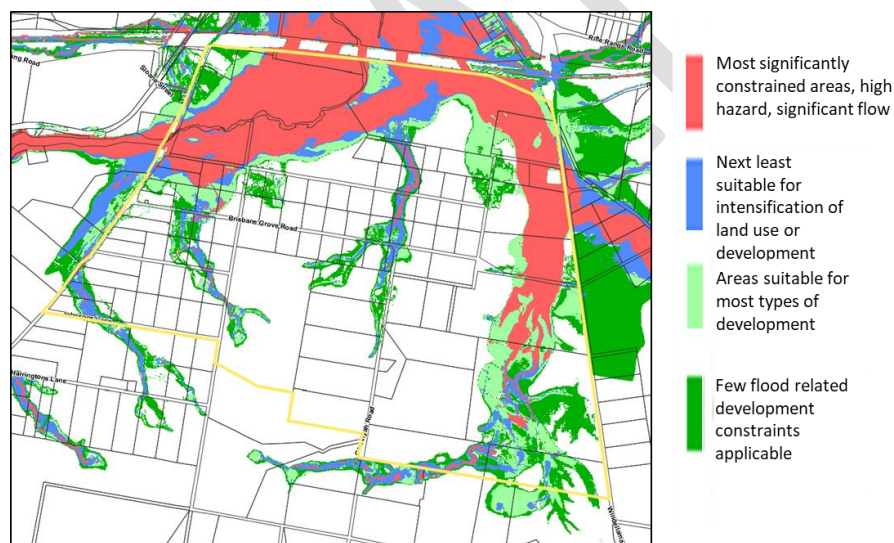 Rifle Range Road
Sloane Street
Brisbane Grove Road
Harringtons Lane
Most significantly
constrained areas, high
hazard, significant flow
Next least
suitable for
intensification of
land use or
development
Areas suitable for
most types of
development
Few flood related
development
constraints
applicable